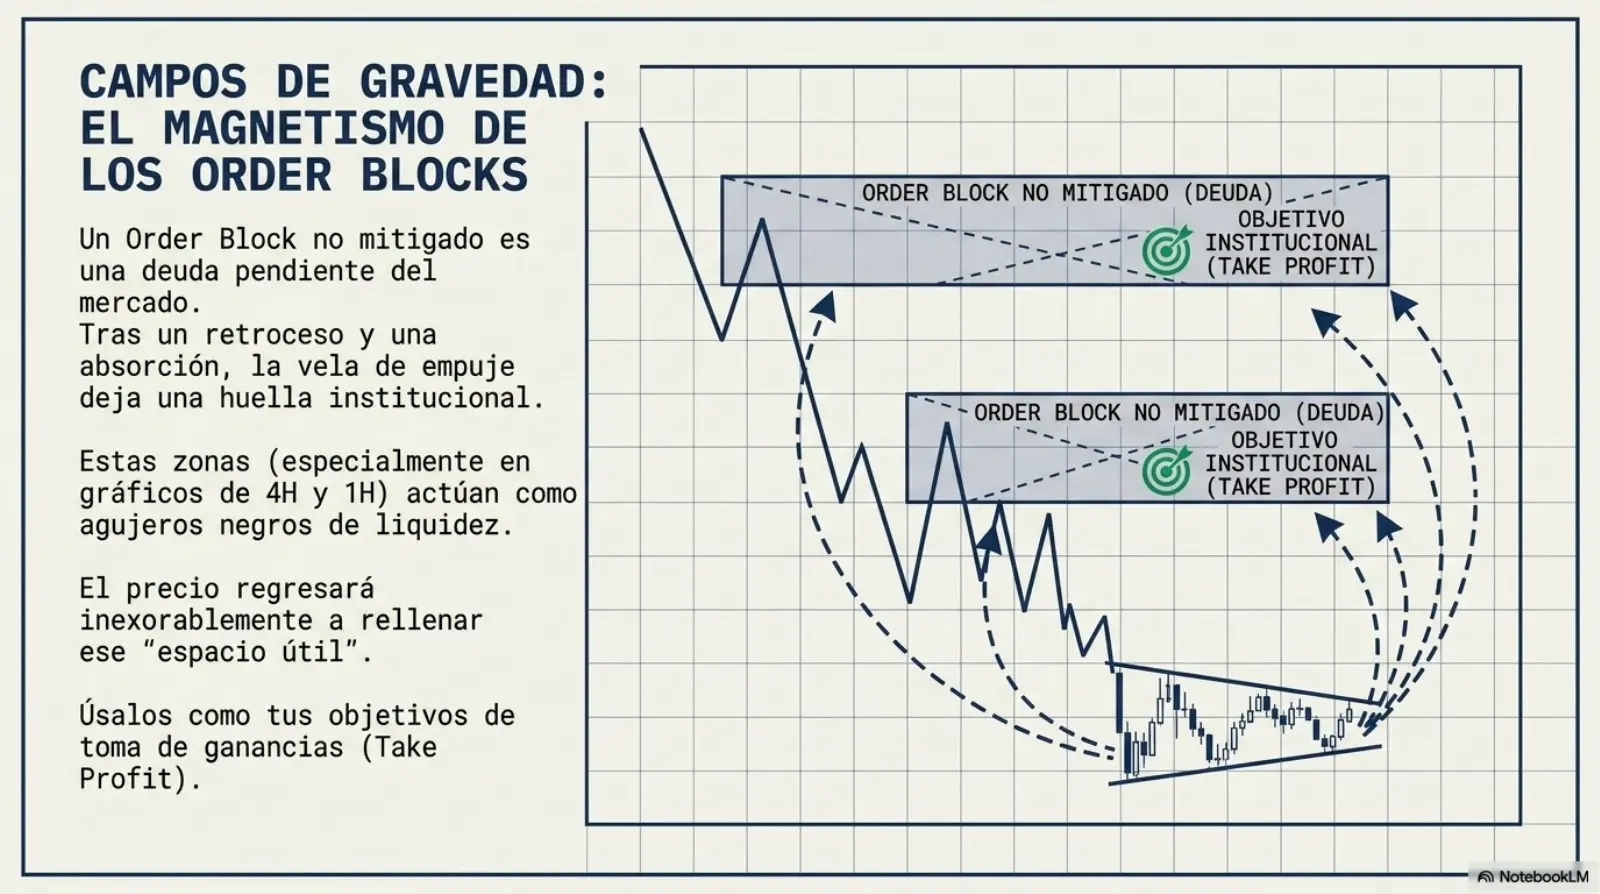 CAMPOS DE GRAVEDAD:
EL MAGNETISMO DE
LOS ORDER BLOCKS
Un Order Block no mitigado es
una deuda pendiente del
mercado.
Tras un retroceso y una
absorción, la vela de empuje
deja una huella institucional.
Estas zonas (especialmente en
gráficos de 4H y 1H) actúan como
agujeros negros de liquidez.
El precio regresará
inexorablemente a rellenar
ese “espacio útil”.
Úsalos como tus objetivos de
toma de ganancias (Take
Profit).
ORDER BLOCK NO MITIGADO (DEUDA)
OBJETIVO
INSTITUCIONAL
(TAKE PROFIT)
ORDER BLOCK NO MITIGADO (DEUDA)
OBJETIVO
INSTITUCIONAL
(TAKE PROFIT)
NotebookLM